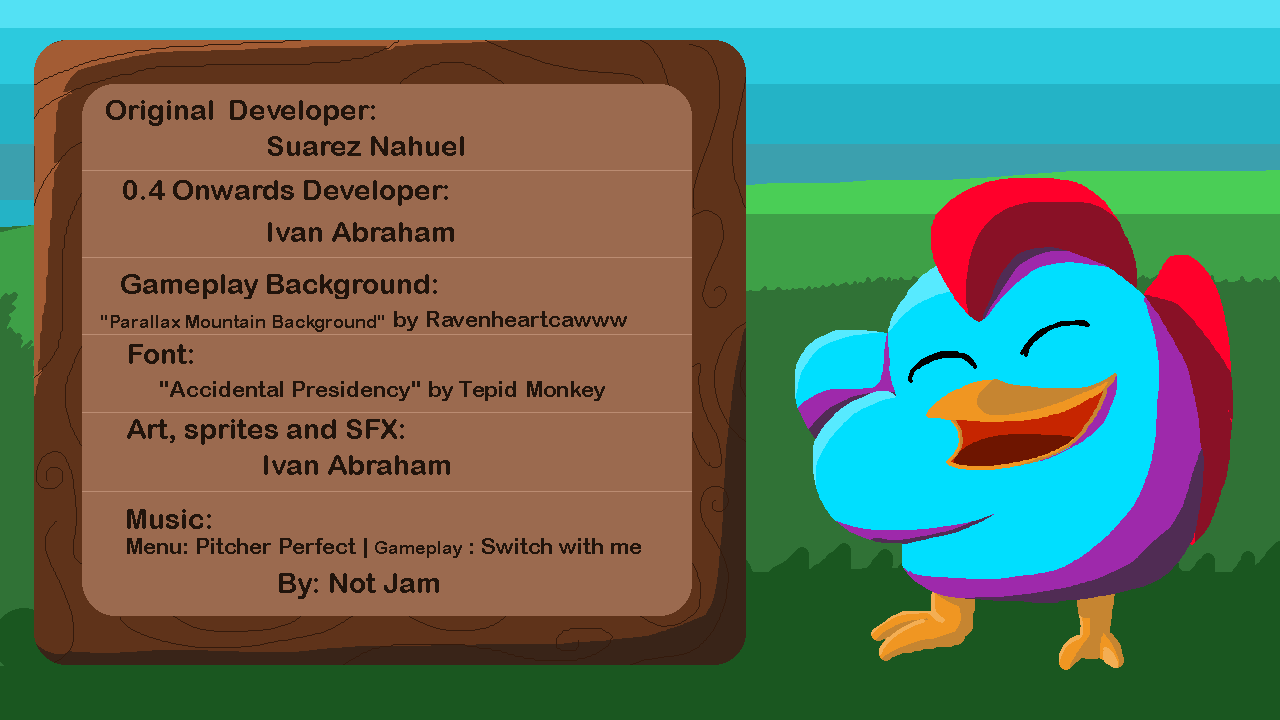 Original Developer:
Suarez Nahuel
0.4 Onwards Developer:
Ivan Abraham
Gameplay Background:
"Parallax Mountain Background" by Ravenheartcawww
Font:
"Accidental Presidency" by Tepid Monkey
Art, sprites and SFX:
Ivan Abraham
Music:
Menu: Pitcher Perfect | Gameplay : Switch with me
By: Not Jam